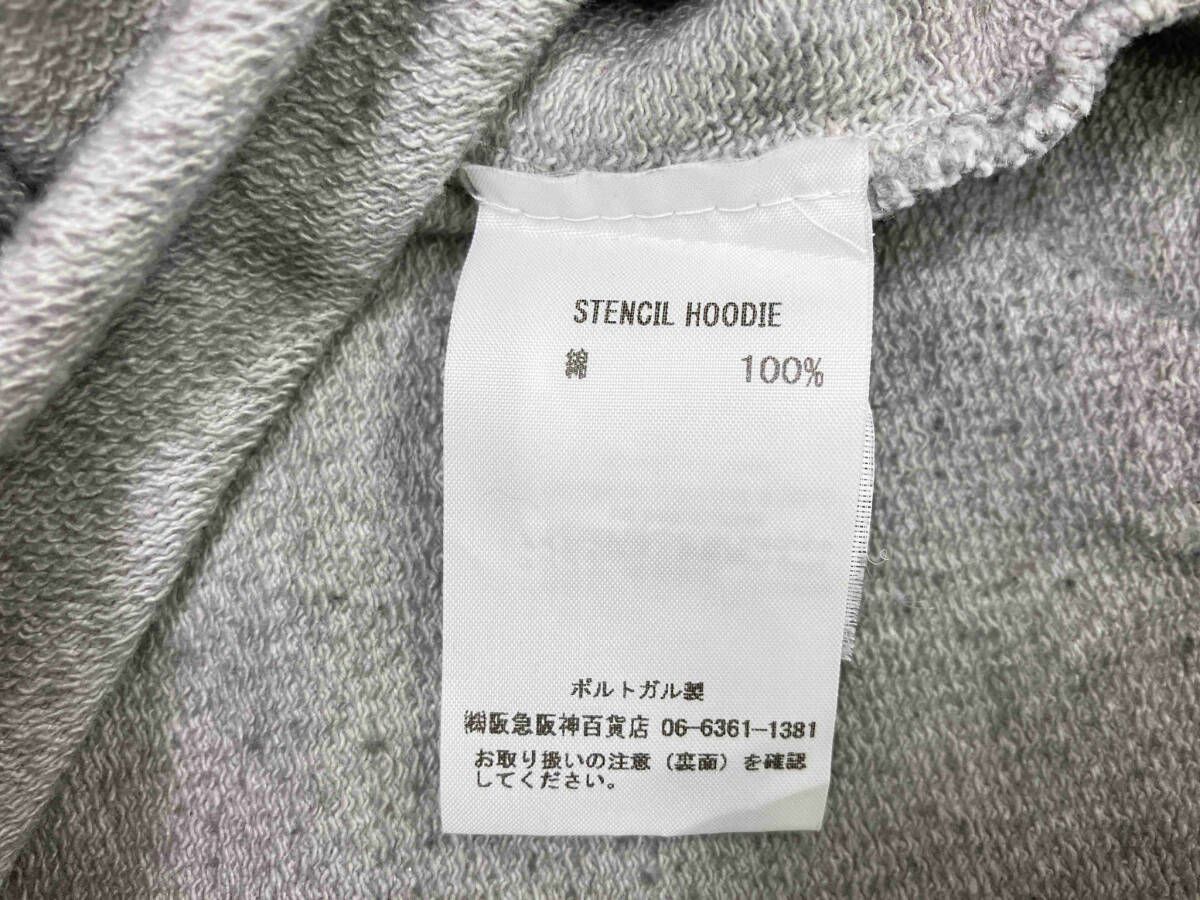 STENCIL HOODIE
綿 100%
ポルトガル製
㈱阪急阪神百貨店 06-6361-1381
お取り扱いの注意（裏面）を確認
してください。